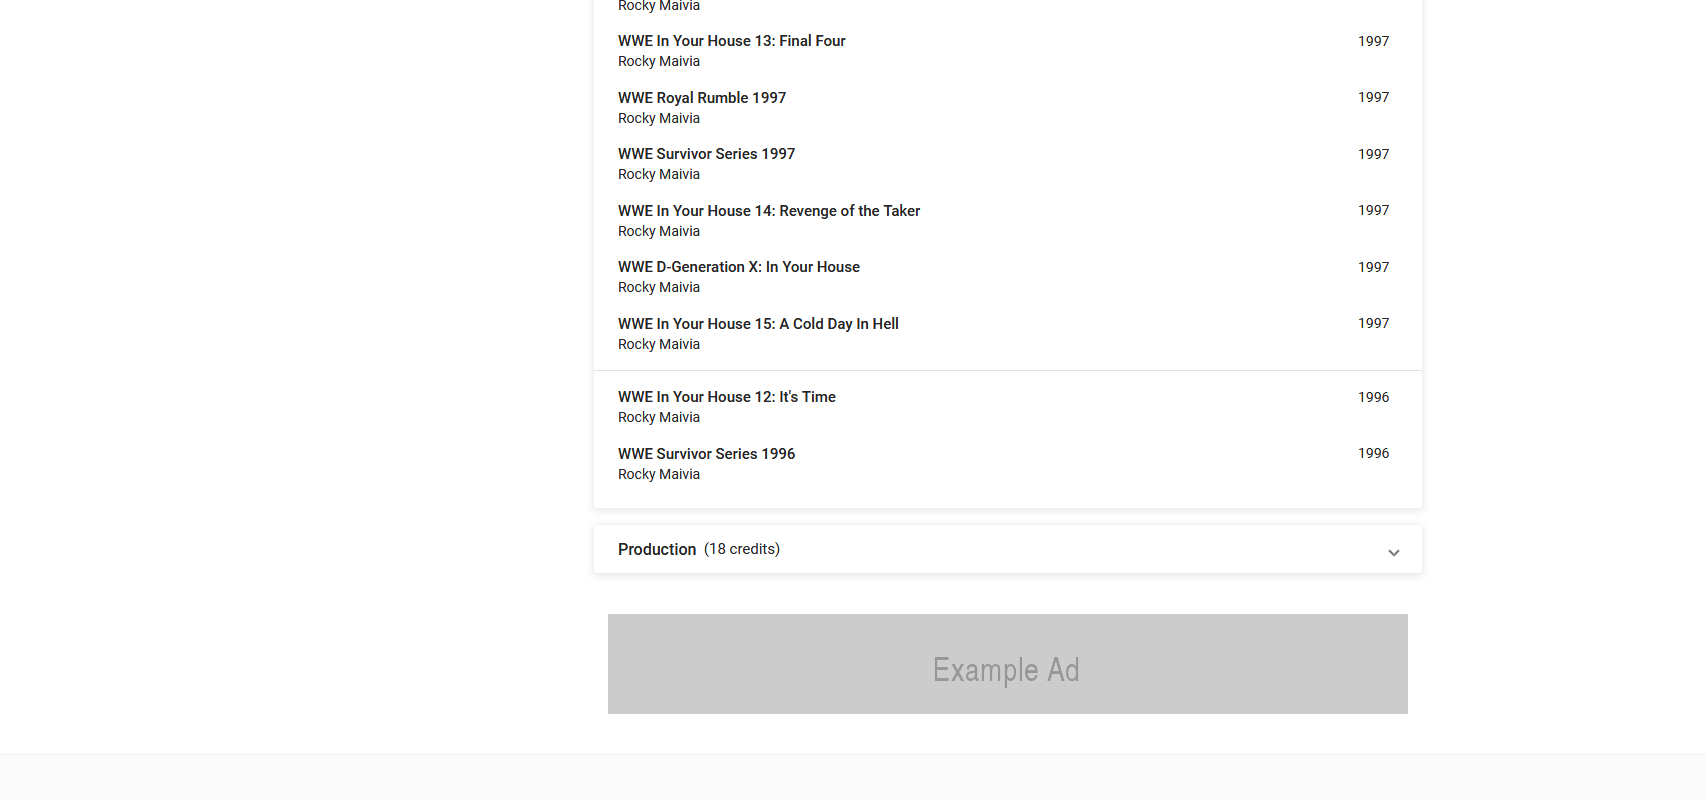 Rocky Maivia
WWE In Your House 13: Final Four 1997
Rocky Maivia
WWE Royal Rumble 1997 1997
Rocky Maivia
WWE Survivor Series 1997 1997
Rocky Maivia
WWE In Your House 14: Revenge of the Taker 1997
Rocky Maivia
WWE D-Generation X: In Your House 1997
Rocky Maivia
WWE In Your House 15: A Cold Day In Hell 1997
Rocky Maivia
WWE In Your House 12: It's Time 1996
Rocky Maivia
WWE Survivor Series 1996 1996
Rocky Maivia
Production (18 credits)
Example Ad